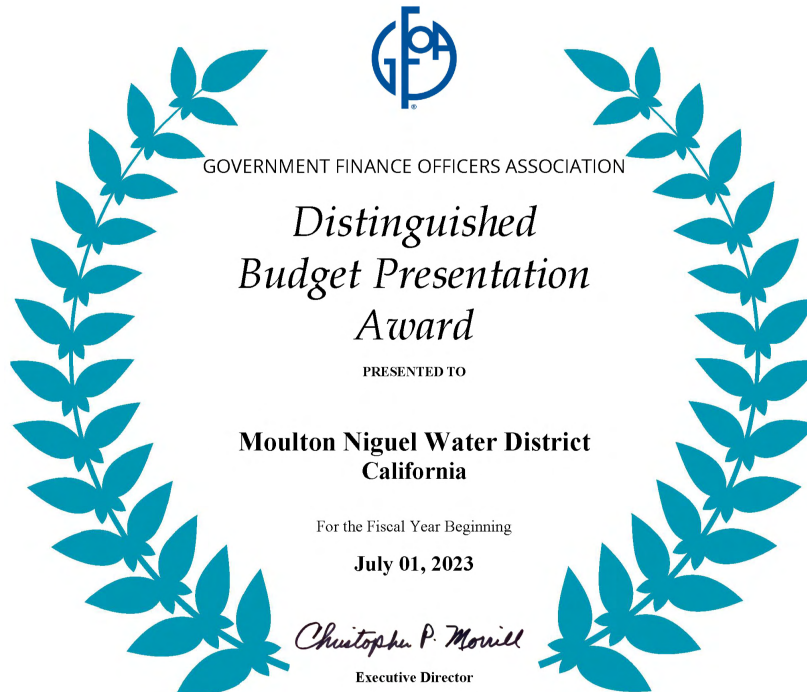 GFOA
®
GOVERNMENT FINANCE OFFICERS ASSOCIATION
Distinguished
Budget Presentation
Award
PRESENTED TO
Moulton Niguel Water District
California
For the Fiscal Year Beginning
July 01, 2023
Christopher P. Morrill
Executive Director